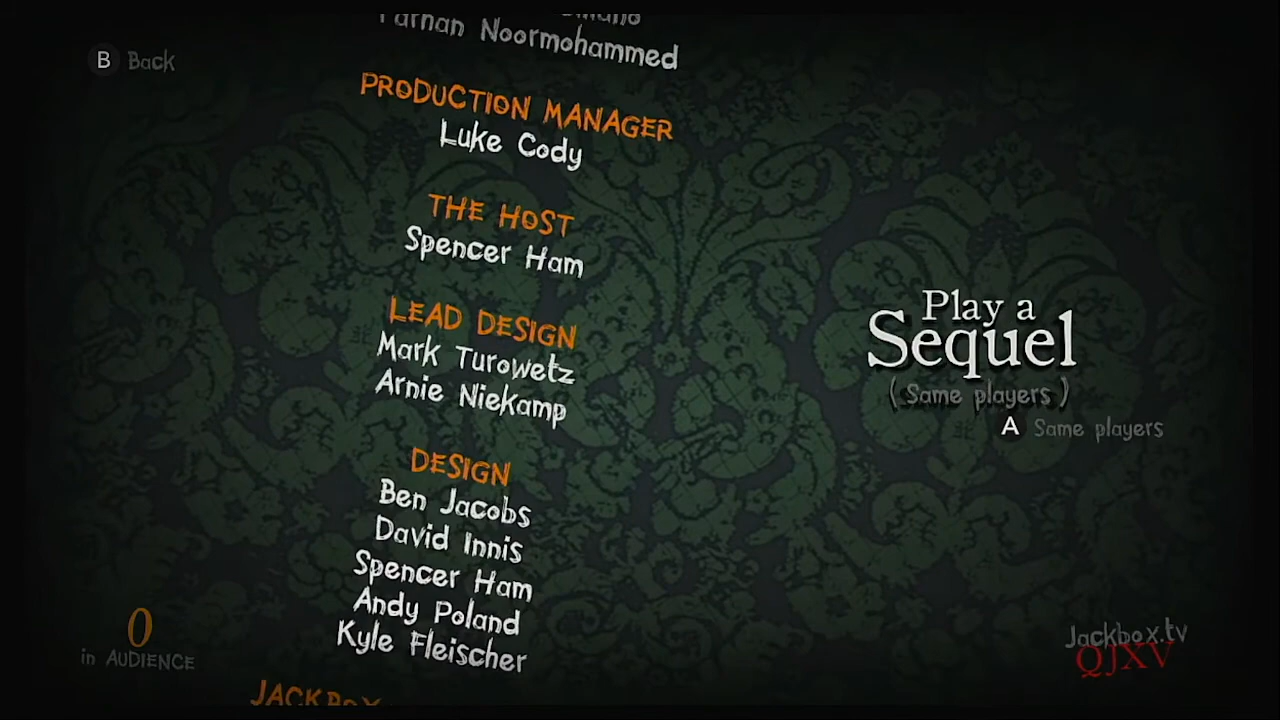 Farhan Noormohammed
B Back
PRODUCTION MANAGER
Luke Cody
THE HOST
Spencer Ham
LEAD DESIGN
Mark Turowetz
Arnie Niekamp
DESIGN
Ben Jacobs
David Innis
Spencer Ham
Andy Poland
Kyle Fleischer
JACKBOX
Play a
Sequel
(Same players)
A Same players
0
in AUDIENCE
Jackbox.tv
QJXV